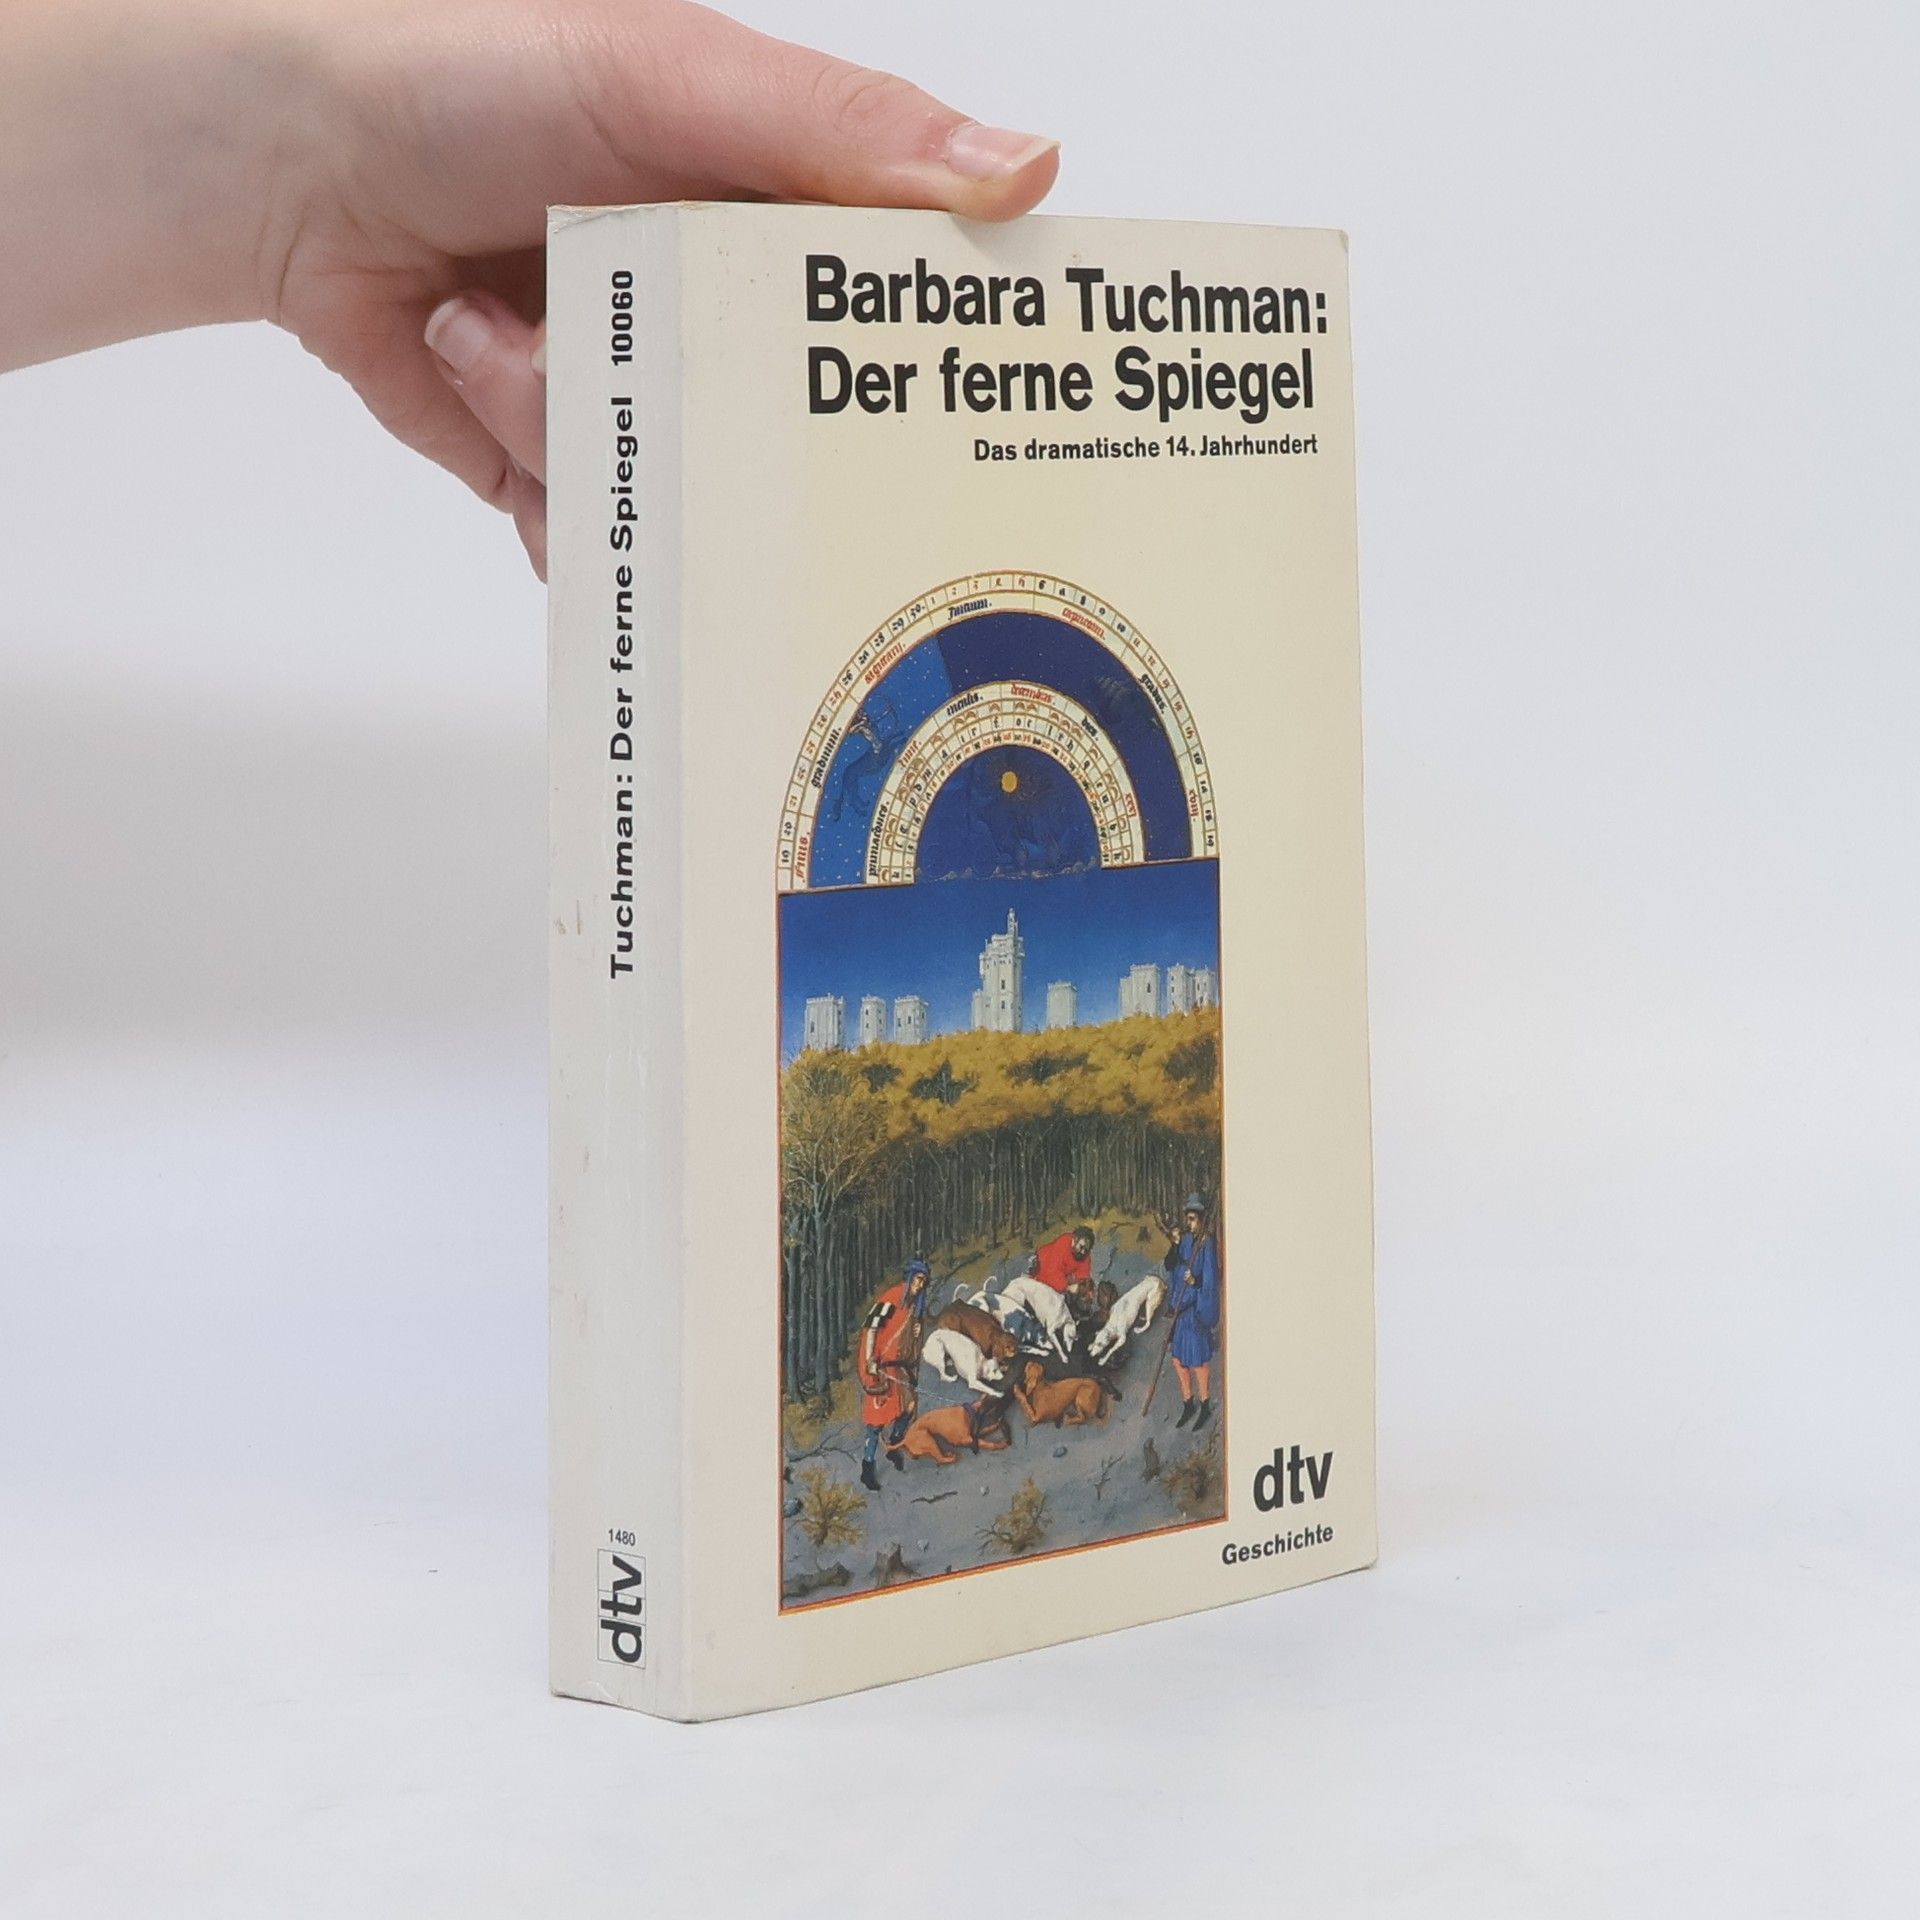 Barbara Tuchman:
Der ferne Spiegel
Das dramatische 14. Jahrhundert
dtv
Geschichte
Tuchman: Der ferne Spiegel 10060
1480
dtv